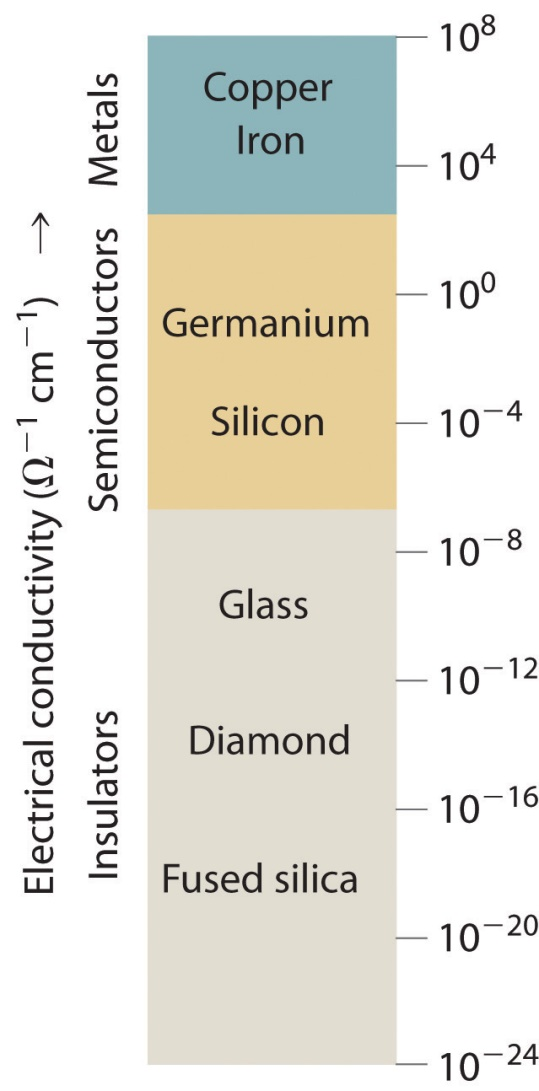 Electrical conductivity (Ω⁻¹ cm⁻¹) →
Metals
Semiconductors
Insulators
Copper
Iron
Germanium
Silicon
Glass
Diamond
Fused silica
10⁸
10⁴
10⁰
10⁻⁴
10⁻⁸
10⁻¹²
10⁻¹⁶
10⁻²⁰
10⁻²⁴